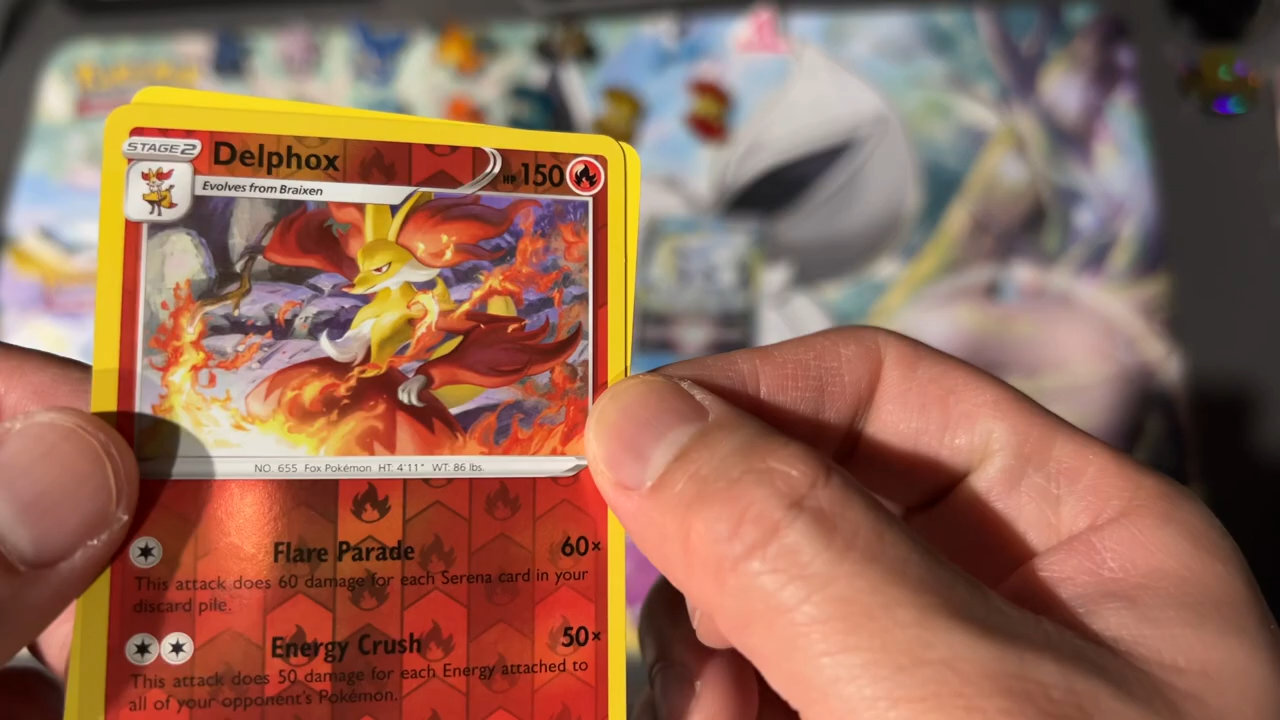 STAGE2
Delphox
HP 150
Evolves from Braixen
NO. 655 Fox Pokémon HT: 4'11" WT: 86 lbs.
Flare Parade 60×
This attack does 60 damage for each Serena card in your
discard pile.
Energy Crush 50×
This attack does 50 damage for each Energy attached to
all of your opponent's Pokémon.